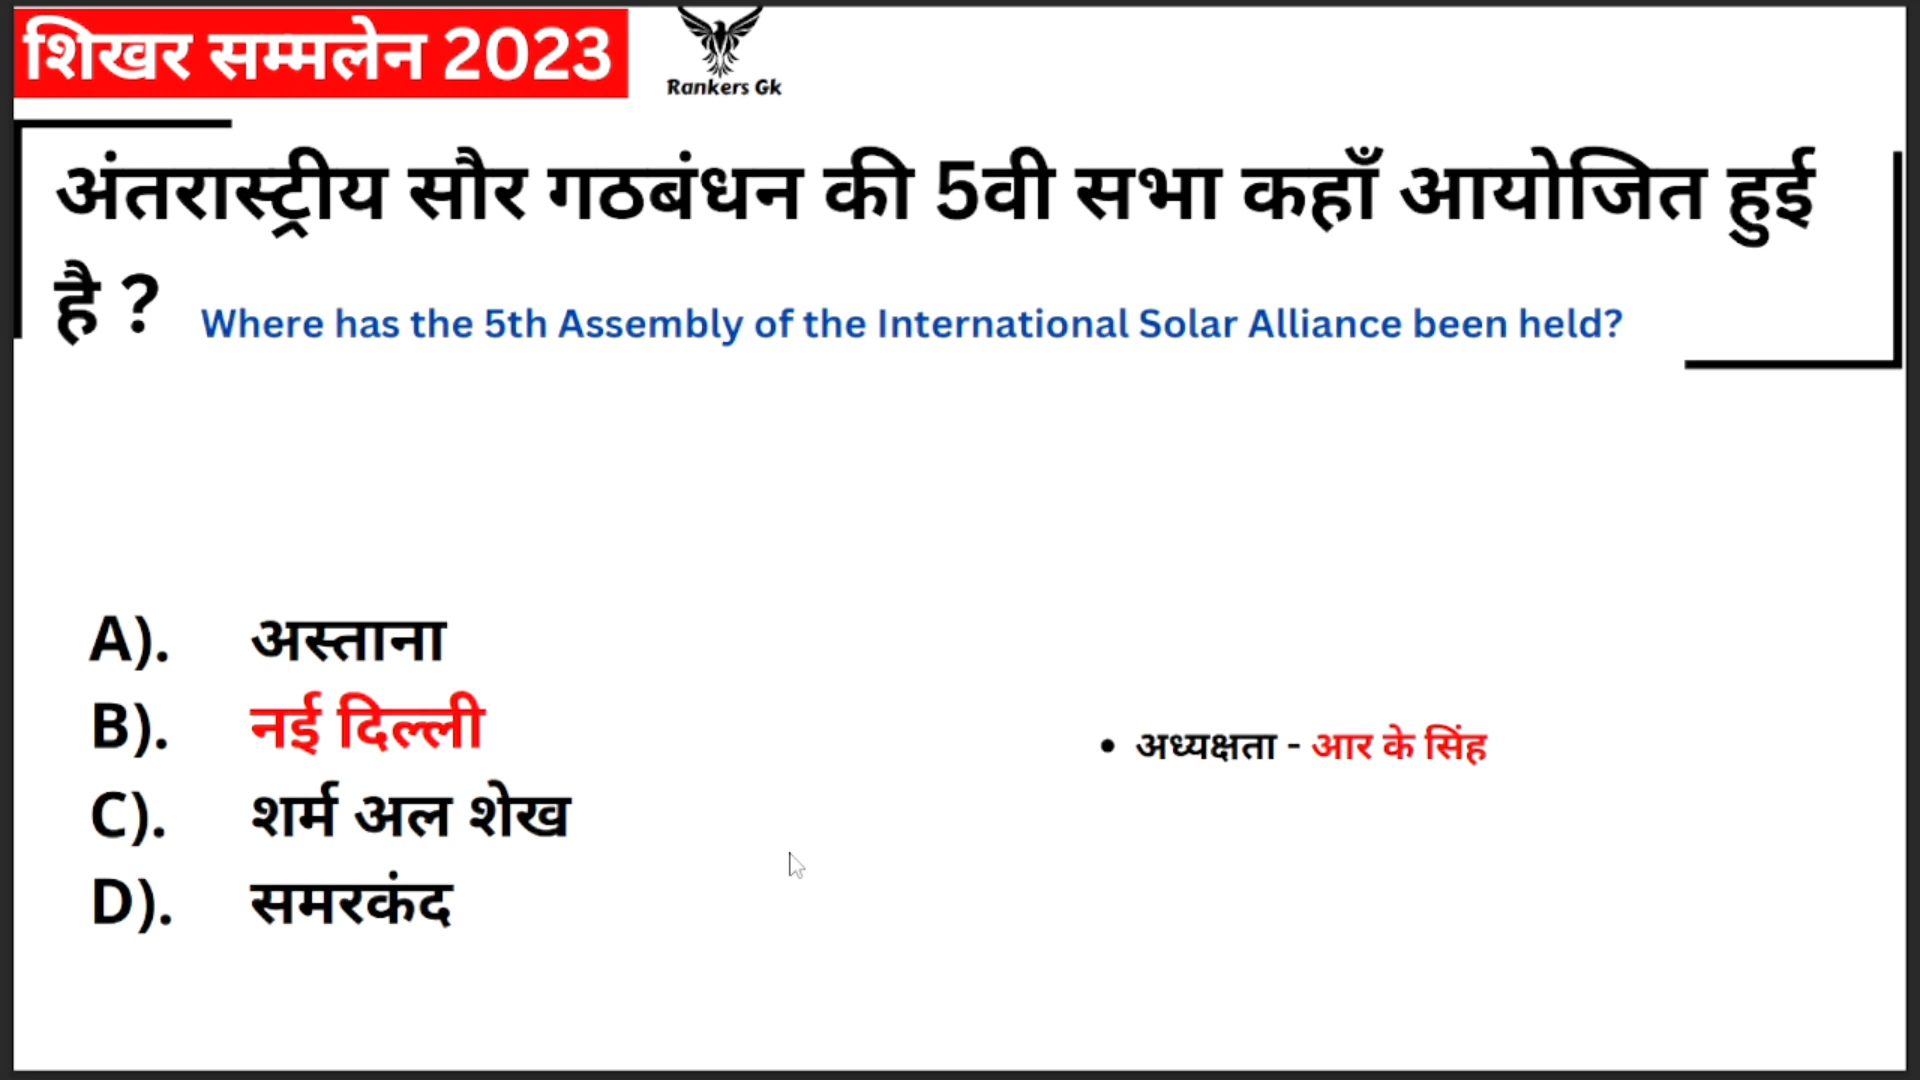 शिखर सम्मलेन 2023
Rankers Gk
अंतरास्ट्रीय सौर गठबंधन की 5वी सभा कहाँ आयोजित हुई
है ? Where has the 5th Assembly of the International Solar Alliance been held?
A). अस्ताना
B). नई दिल्ली
• अध्यक्षता - आर के सिंह
C). शर्म अल शेख
D). समरकंद